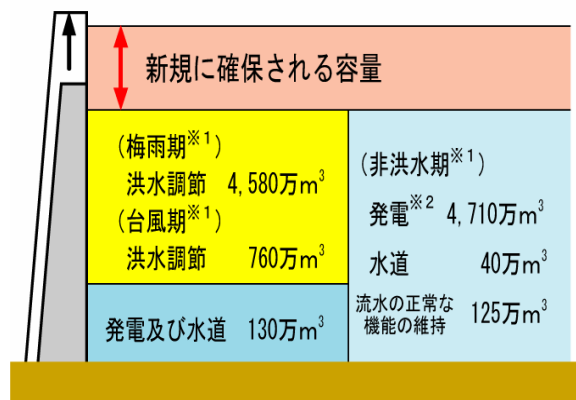 新規に確保される容量
（梅雨期※1）
洪水調節 4,580万m³
（台風期※1）
洪水調節 760万m³
発電及び水道 130万m³
（非洪水期※1）
発電※2 4,710万m³
水道 40万m³
流水の正常な
機能の維持 125万m³